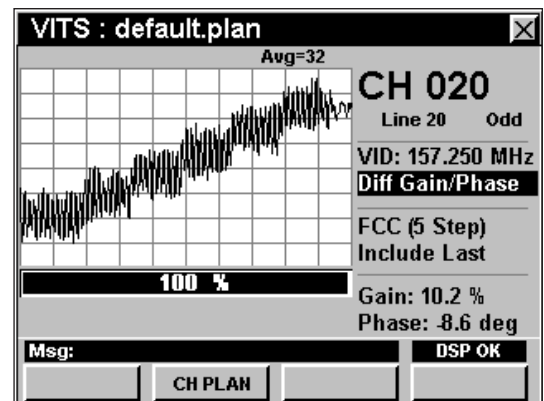 VITS : default.plan
Avg=32
CH 020
Line 20 Odd
VID: 157.250 MHz
Diff Gain/Phase
FCC (5 Step)
Include Last
100 %
Gain: 10.2 %
Phase: -8.6 deg
Msg: DSP OK
CH PLAN